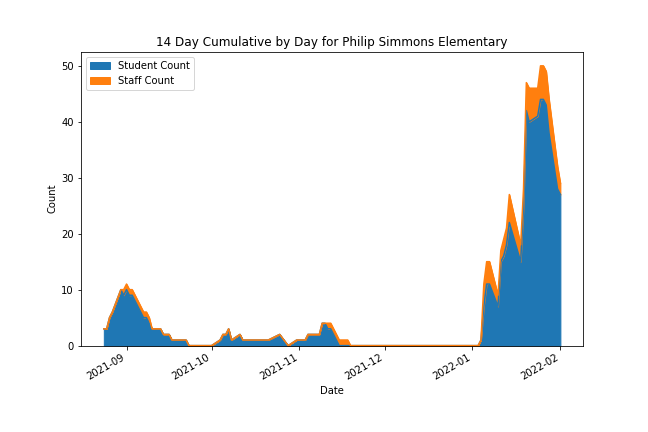 14 Day Cumulative by Day for Philip Simmons Elementary
Student Count
Staff Count
50
40
30
20
10
0
Count
2021-09
2021-10
2021-11
2021-12
2022-01
2022-02
Date